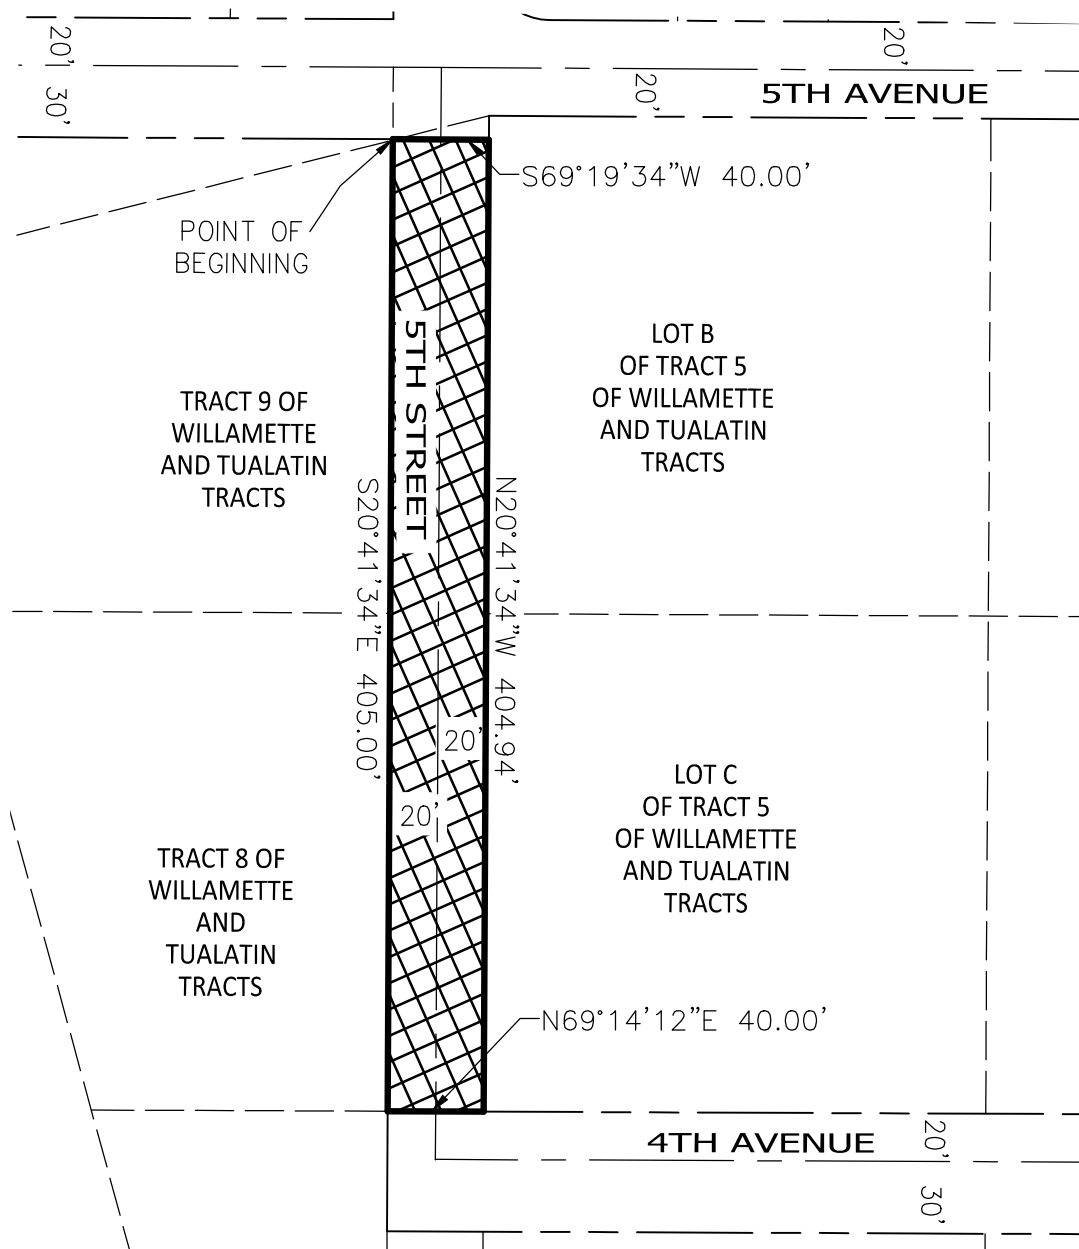 20'
20'
30'
20'
5TH AVENUE
S69°19'34"W 40.00'
POINT OF
BEGINNING
5TH STREET
LOT B
OF TRACT 5
OF WILLAMETTE
AND TUALATIN
TRACTS
TRACT 9 OF
WILLAMETTE
AND TUALATIN
TRACTS
S20°41'34"E 405.00'
N20°41'34"W 404.94'
20'
20'
LOT C
OF TRACT 5
OF WILLAMETTE
AND TUALATIN
TRACTS
TRACT 8 OF
WILLAMETTE
AND
TUALATIN
TRACTS
N69°14'12"E 40.00'
4TH AVENUE
20'
30'